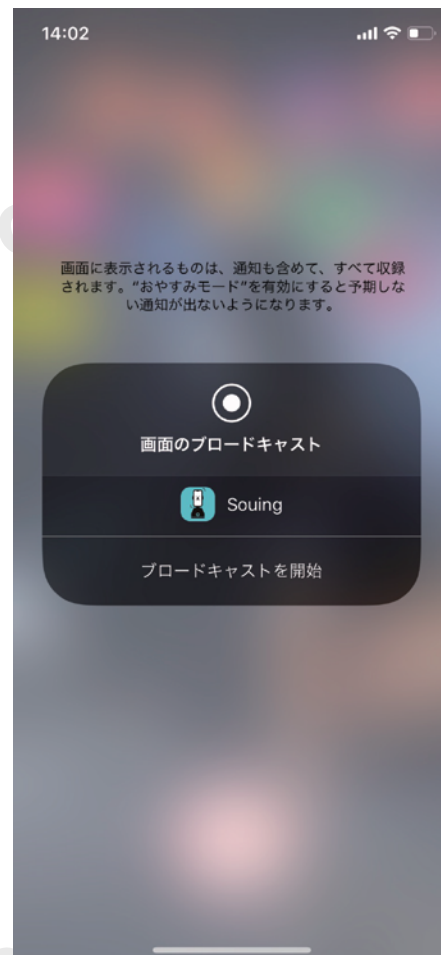 14:02
画面に表示されるものは、通知も含めて、すべて収録
されます。“おやすみモード”を有効にすると予期しな
い通知が出ないようになります。
画面のブロードキャスト
Souing
ブロードキャストを開始